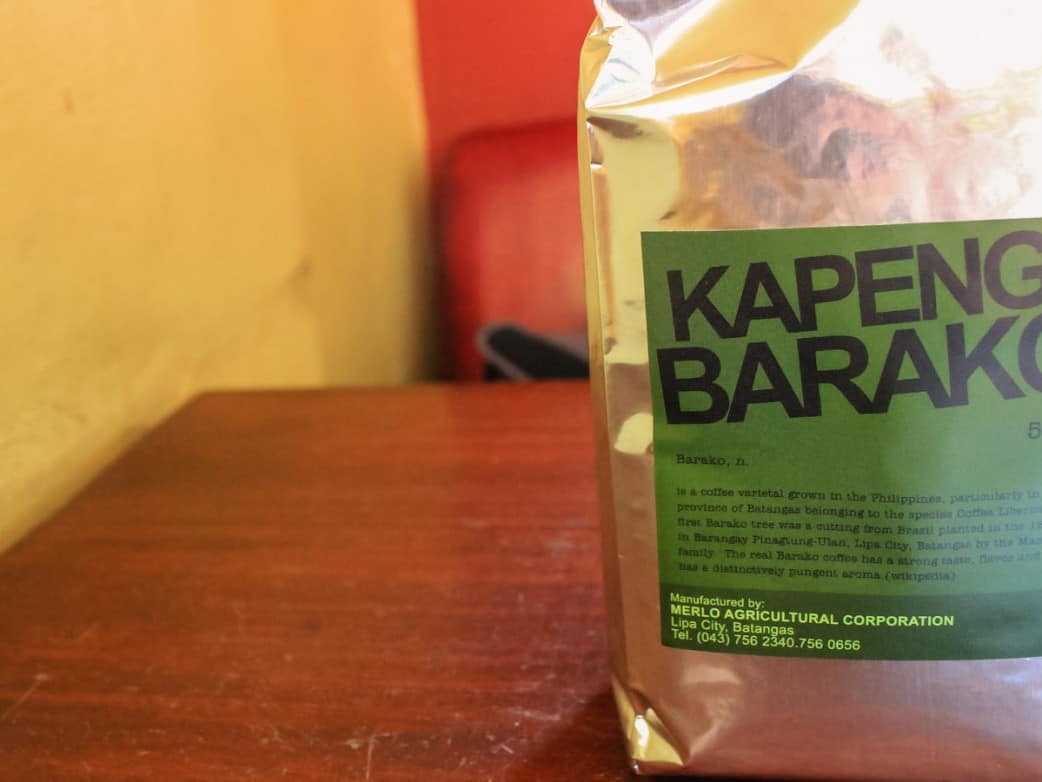 KAPENG
BARAKO
5
Barako, n.
is a coffee varietal grown in the Philippines, particularly in
province of Batangas belonging to the species Coffea
first Barako tree was a cutting from Brazil planted in the
in Barangay Pinagtung-Ulan, Lipa City, Batangas by the
family. The real Barako coffee has a strong taste, flavor and
has a distinctively pungent aroma.(wikipedia)
Manufactured by:
MERLO AGRICULTURAL CORPORATION
Lipa City, Batangas
Tel. (043) 756 2340.756 0656